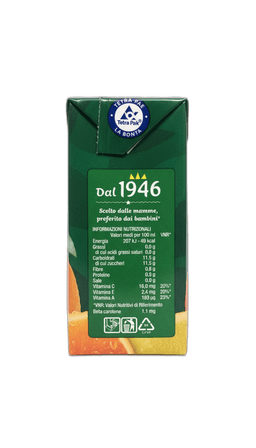 TETRA PAK
Tetra Pak®
LA BONTÀ
Dal 1946
Scelto dalle mamme,
preferito dai bambini*
INFORMAZIONI NUTRIZIONALI
Valori medi per 100 ml VNR*
Energia 207 kJ - 49 kcal
Grassi 0,0 g
di cui acidi grassi saturi 0,0 g
Carboidrati 11,5 g
di cui zuccheri 11,5 g
Fibre 0,8 g
Proteine 0,0 g
Sale 0,0 g
Vitamina C 16,0 mg 20%*
Vitamina E 2,4 mg 20%*
Vitamina A 183 µg 23%*
*VNR: Valori Nutritivi di Riferimento
Beta carotene 1,1 mg